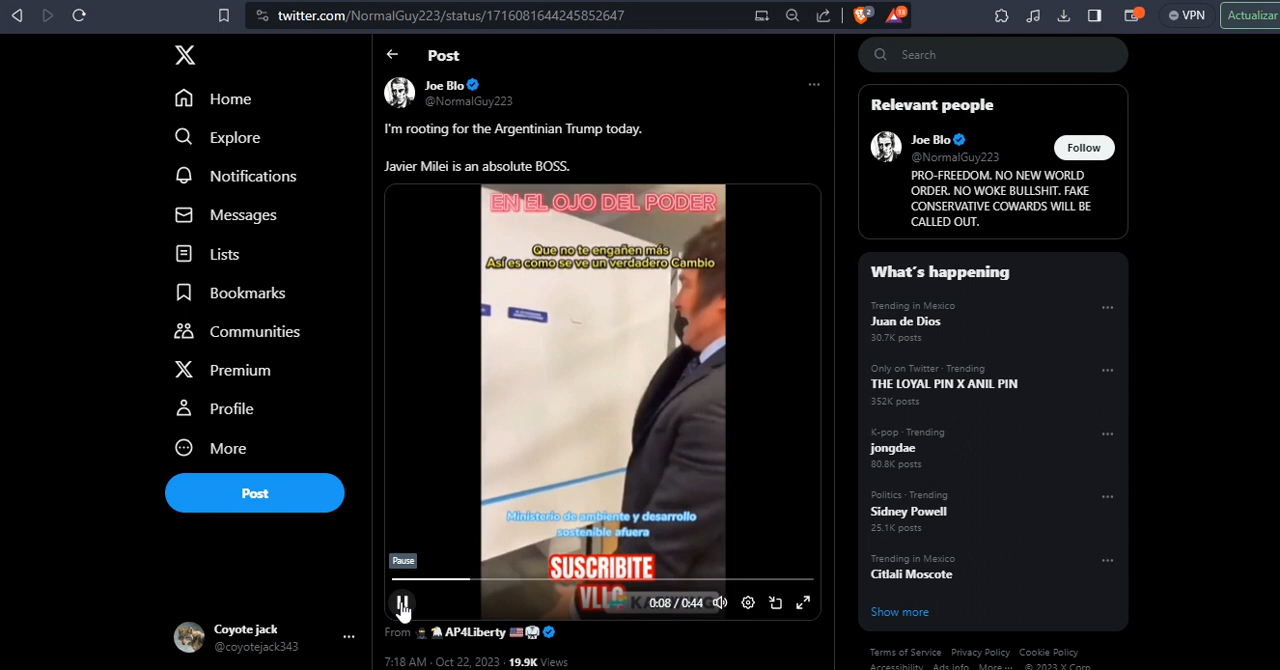 twitter.com/NormalGuy223/status/1716081644245852647
2
13
VPN
Actualizar
Home
Explore
Notifications
Messages
Lists
Bookmarks
Communities
Premium
Profile
More
Post
Coyote jack
@coyotejack343
Post
Joe Blo
@NormalGuy223
I'm rooting for the Argentinian Trump today.
Javier Milei is an absolute BOSS.
EN EL OJO DEL PODER
Que no te engañen más
Así es como se ve un verdadero Cambio
Ministerio de ambiente y desarrollo
sostenible afuera
SUSCRIBITE
VLLC
Pause
0:08 / 0:44
From AP4Liberty
7:18 AM · Oct 22, 2023 · 19.9K Views
Search
Relevant people
Joe Blo
@NormalGuy223
Follow
PRO-FREEDOM. NO NEW WORLD
ORDER. NO WOKE BULLSHIT. FAKE
CONSERVATIVE COWARDS WILL BE
CALLED OUT.
What's happening
Trending in Mexico
Juan de Dios
30.7K posts
Only on Twitter · Trending
THE LOYAL PIN X ANIL PIN
352K posts
K-pop · Trending
jongdae
80.8K posts
Politics · Trending
Sidney Powell
25.1K posts
Trending in Mexico
Citlali Moscote
Show more
Terms of Service Privacy Policy Cookie Policy
Accessibility Ads info More ··· © 2023 X Corp.